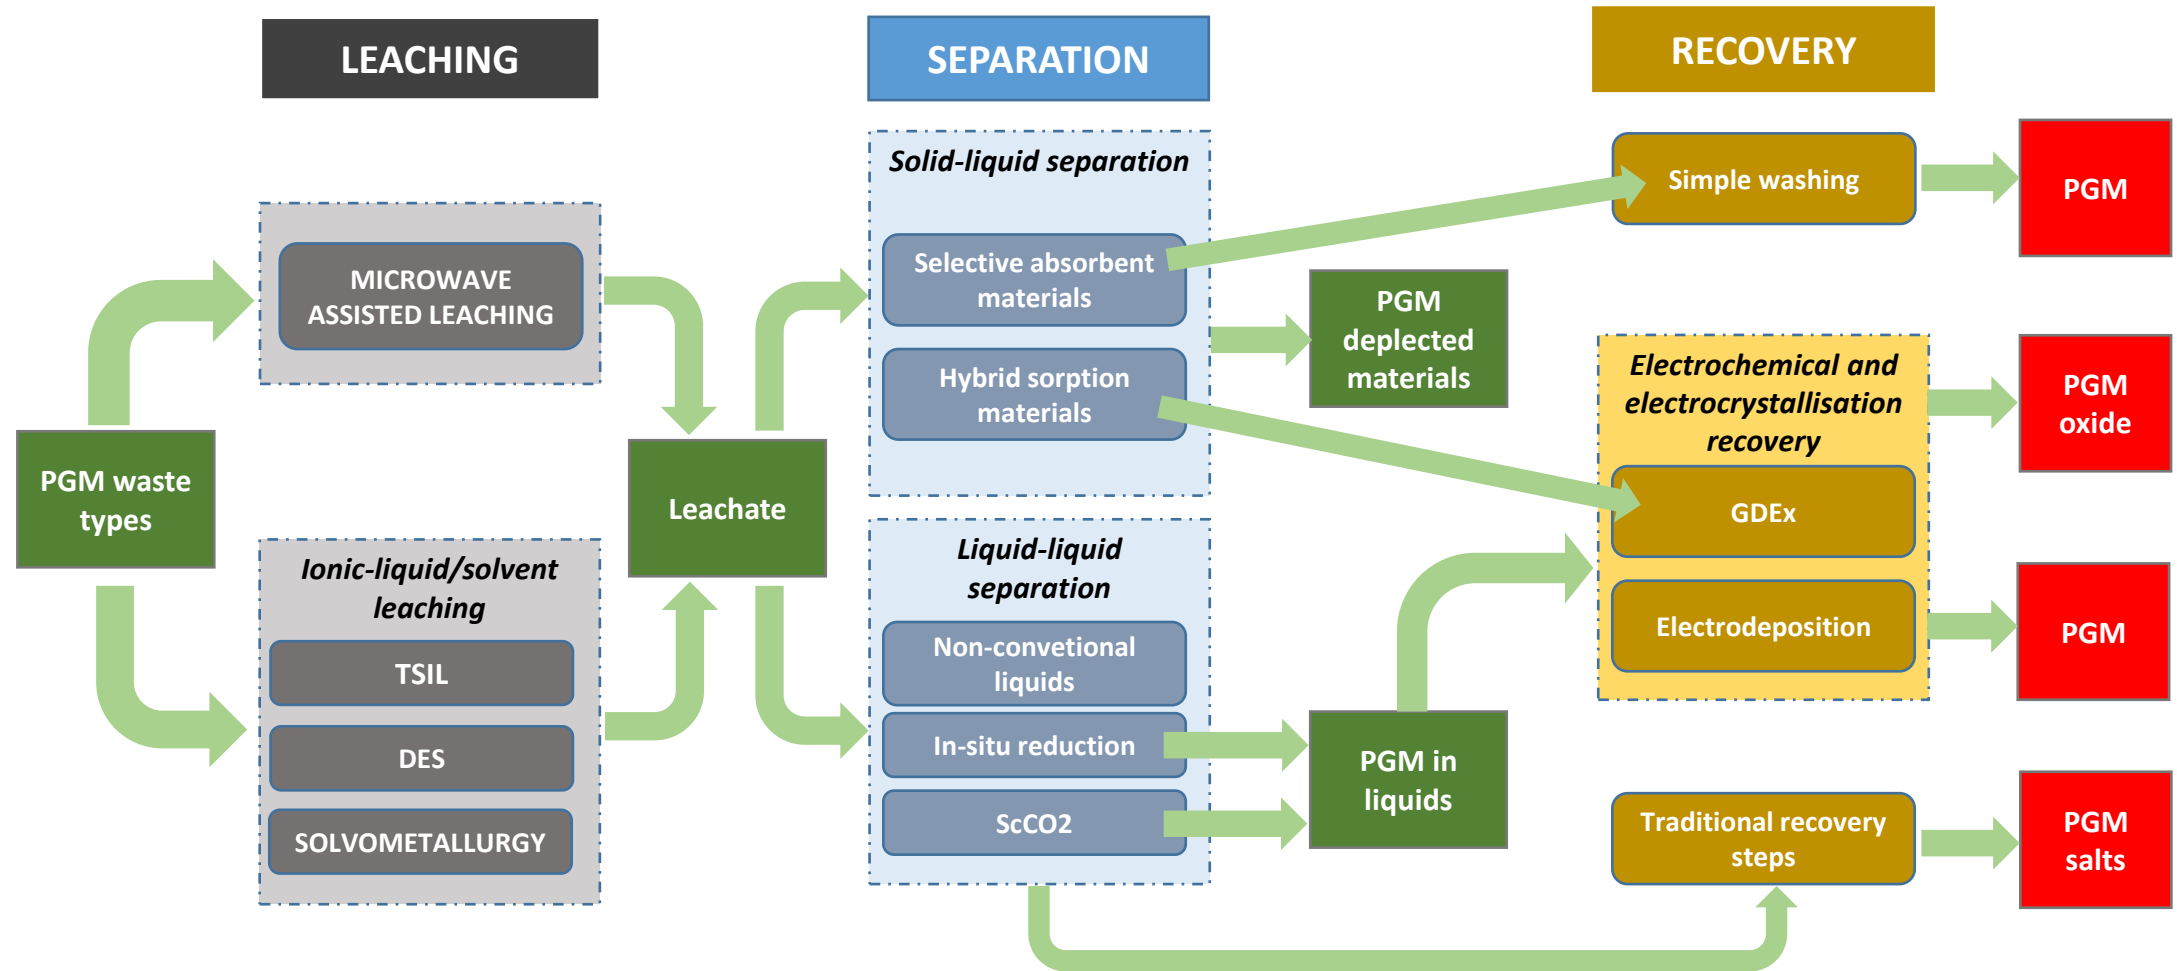 LEACHING
SEPARATION
RECOVERY
PGM waste
types
MICROWAVE
ASSISTED LEACHING
Ionic-liquid/solvent
leaching
TSIL
DES
SOLVOMETALLURGY
Leachate
Solid-liquid separation
Selective absorbent
materials
Hybrid sorption
materials
Liquid-liquid
separation
Non-convetional
liquids
In-situ reduction
ScCO2
PGM
deplected
materials
PGM in
liquids
Simple washing
Electrochemical and
electrocrystallisation
recovery
GDEx
Electrodeposition
Traditional recovery
steps
PGM
PGM
oxide
PGM
PGM
salts